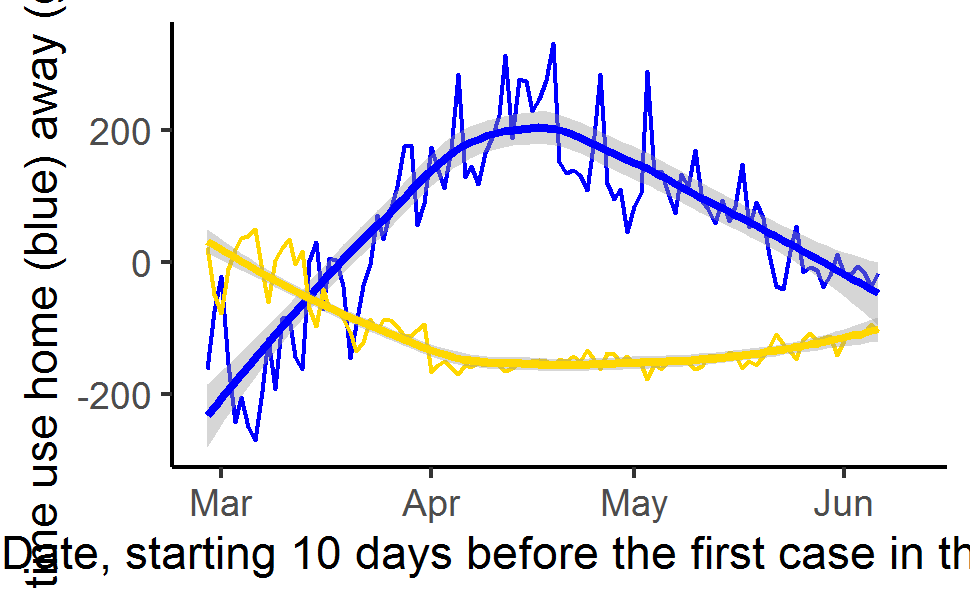 time use home (blue) away (
200
0
-200
Mar Apr May Jun
Date, starting 10 days before the first case in th